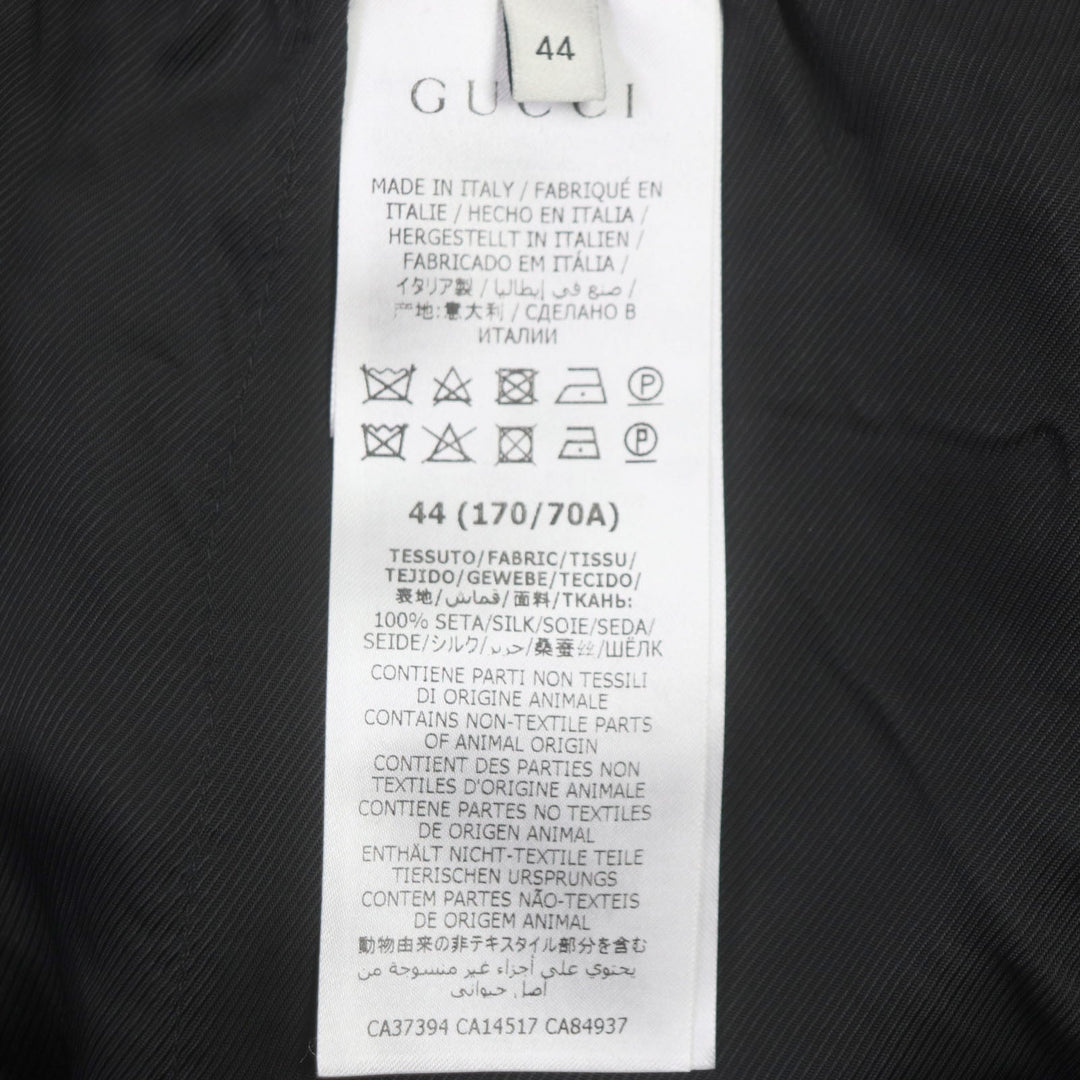 44
GUCCI
MADE IN ITALY / FABRIQUÉ EN
ITALIE / HECHO EN ITALIA /
HERGESTELLT IN ITALIEN /
FABRICADO EM ITÁLIA /
イタリア製 / صنع في إيطاليا /
产地:意大利 / СДЕЛАНО В
ИТАЛИИ
P
P
44 (170/70A)
TESSUTO/FABRIC/TISSU/
TEJIDO/GEWEBE/TECIDO/
表地/قماش/面料/ТКАНЬ:
100% SETA/SILK/SOIE/SEDA/
SEIDE/シルク/حرير/桑蚕丝/ШЁЛК
CONTIENE PARTI NON TESSILI
DI ORIGINE ANIMALE
CONTAINS NON-TEXTILE PARTS
OF ANIMAL ORIGIN
CONTIENT DES PARTIES NON
TEXTILES D'ORIGINE ANIMALE
CONTIENE PARTES NO TEXTILES
DE ORIGEN ANIMAL
ENTHÄLT NICHT-TEXTILE TEILE
TIERISCHEN URSPRUNGS
CONTEM PARTES NÃO-TEXTEIS
DE ORIGEM ANIMAL
動物由来の非テキスタイル部分を含む
يحتوي على أجزاء غير منسوجة من
أصل حيواني
CA37394 CA14517 CA84937